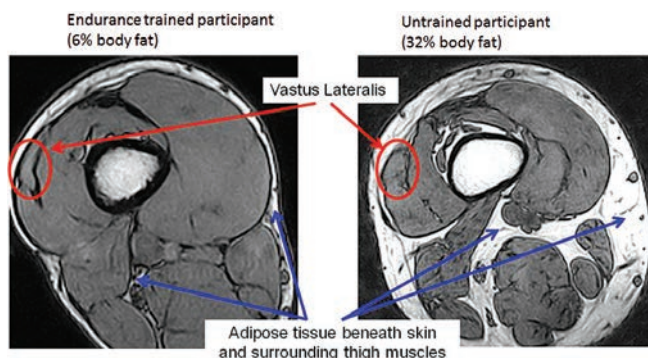 Endurance trained participant
(6% body fat)
Untrained participant
(32% body fat)
Vastus Lateralis
Adipose tissue beneath skin
and surrounding thigh muscles